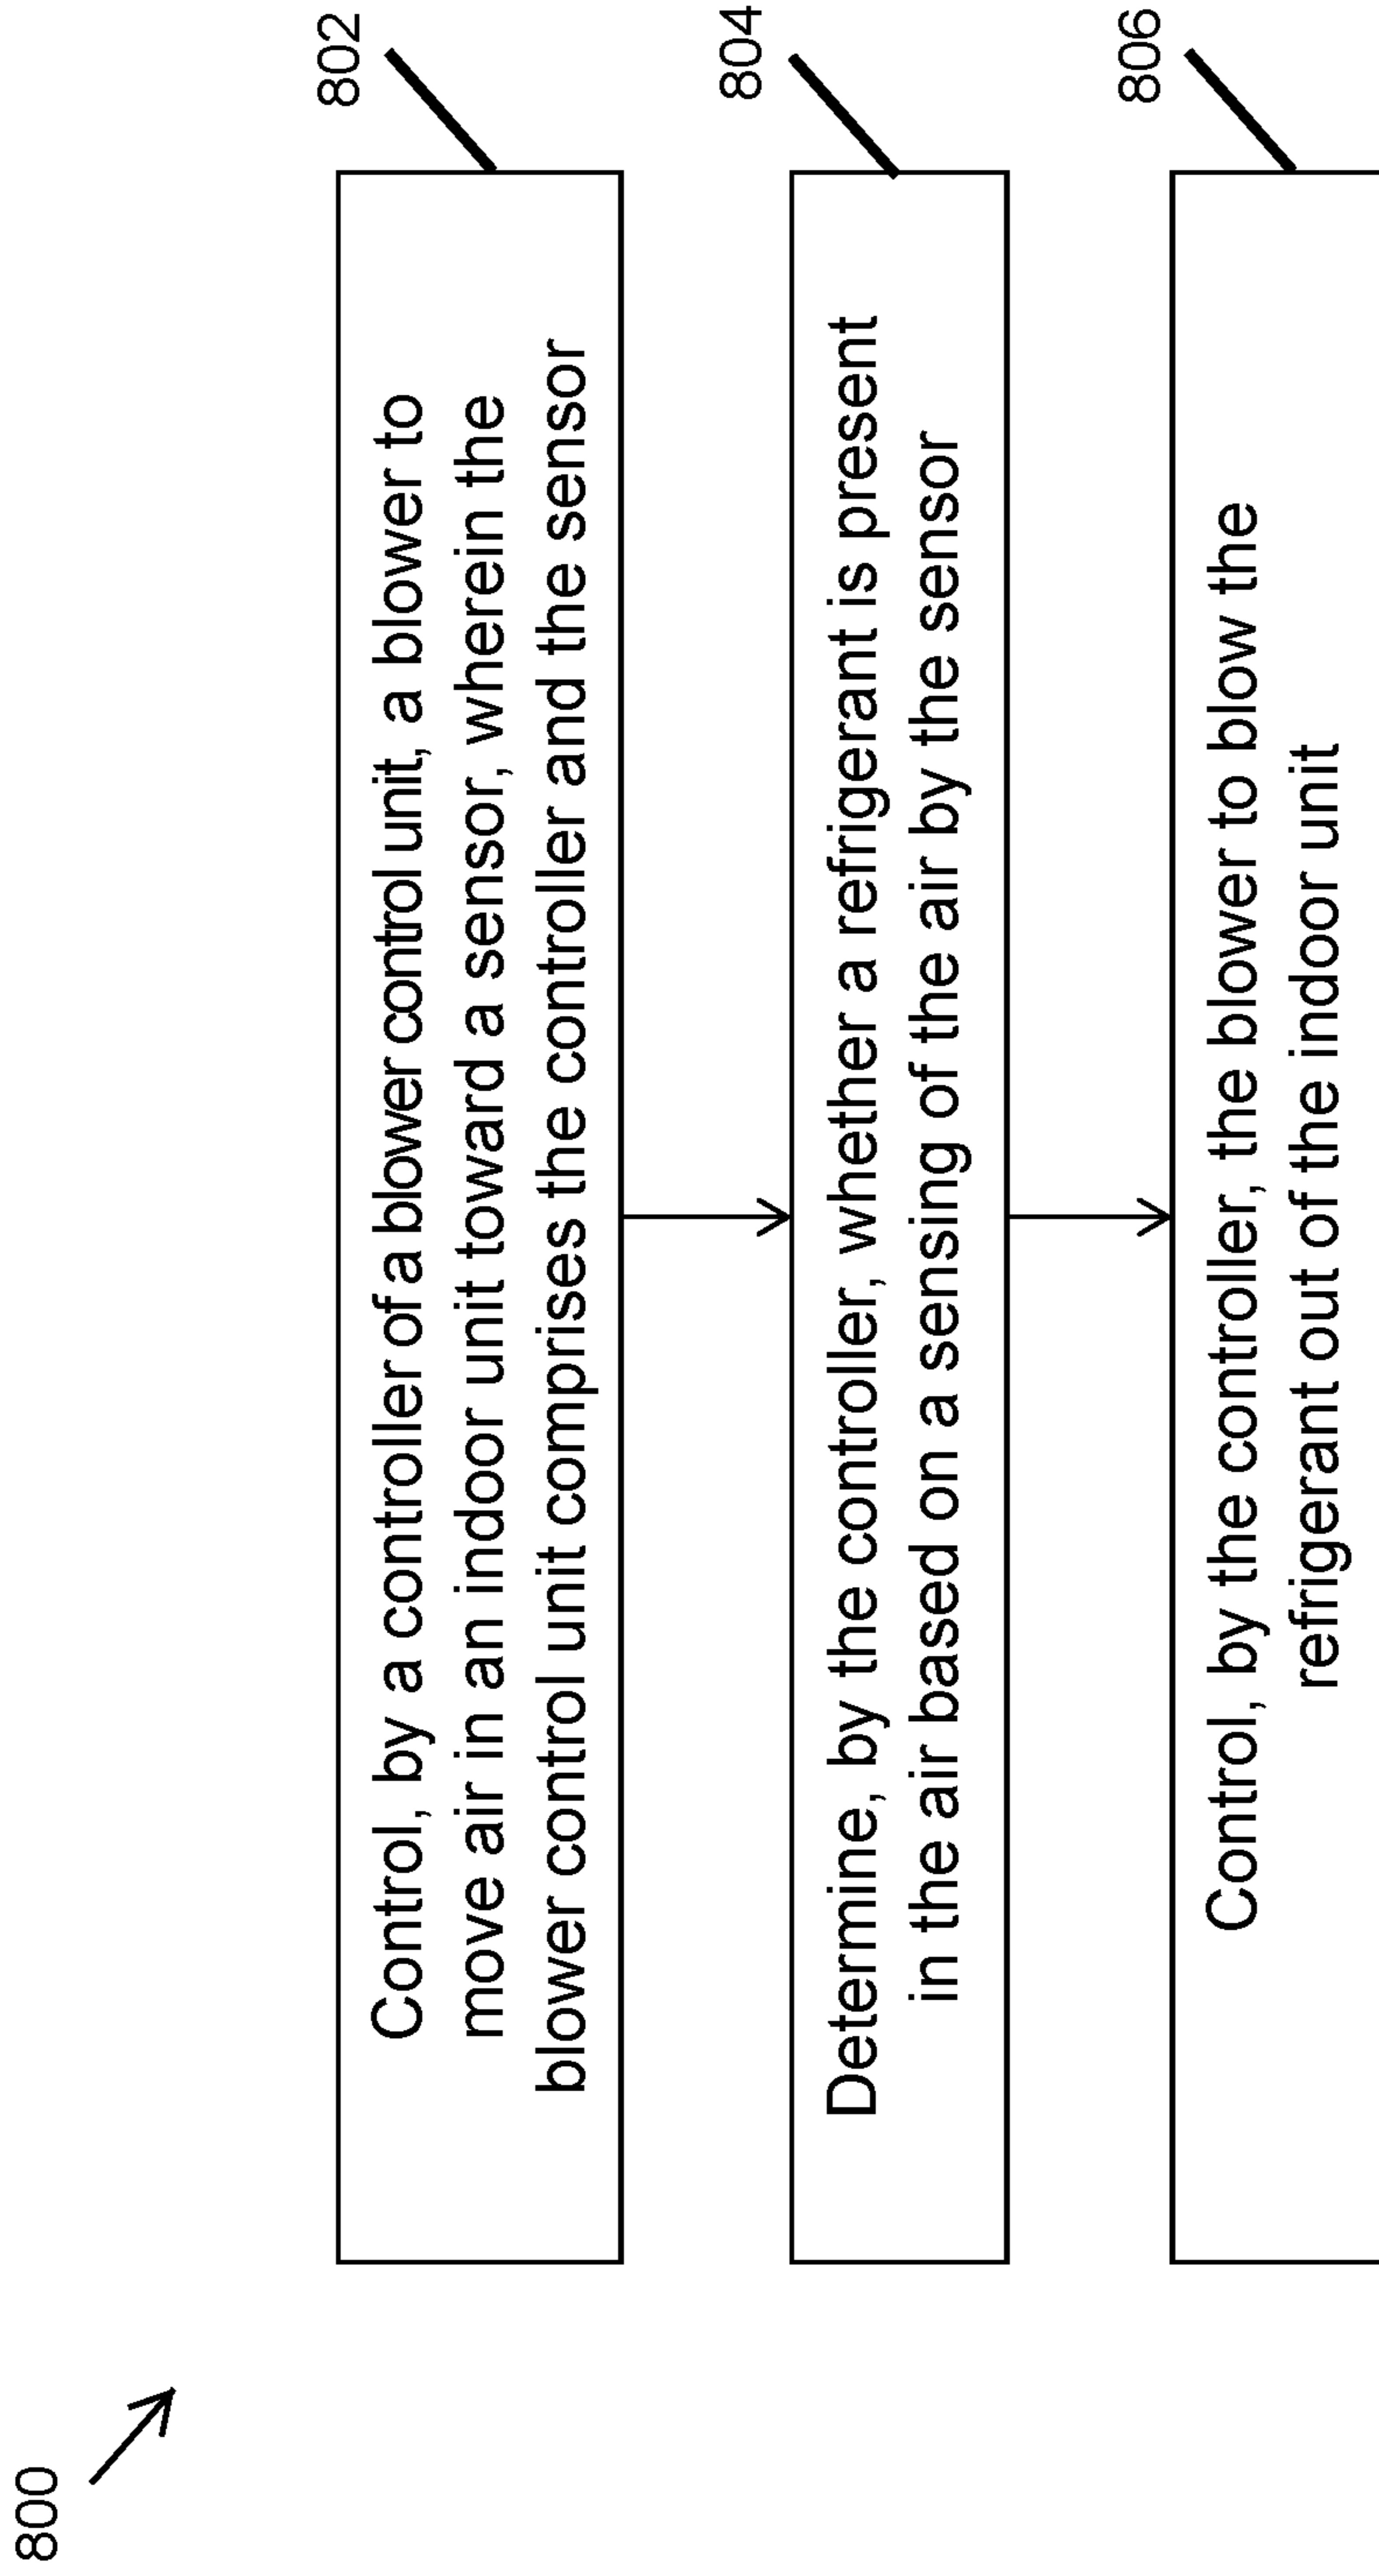 800
802
Control, by a controller of a blower control unit, a blower to
move air in an indoor unit toward a sensor, wherein the
blower control unit comprises the controller and the sensor
804
Determine, by the controller, whether a refrigerant is present
in the air based on a sensing of the air by the sensor
806
Control, by the controller, the blower to blow the
refrigerant out of the indoor unit